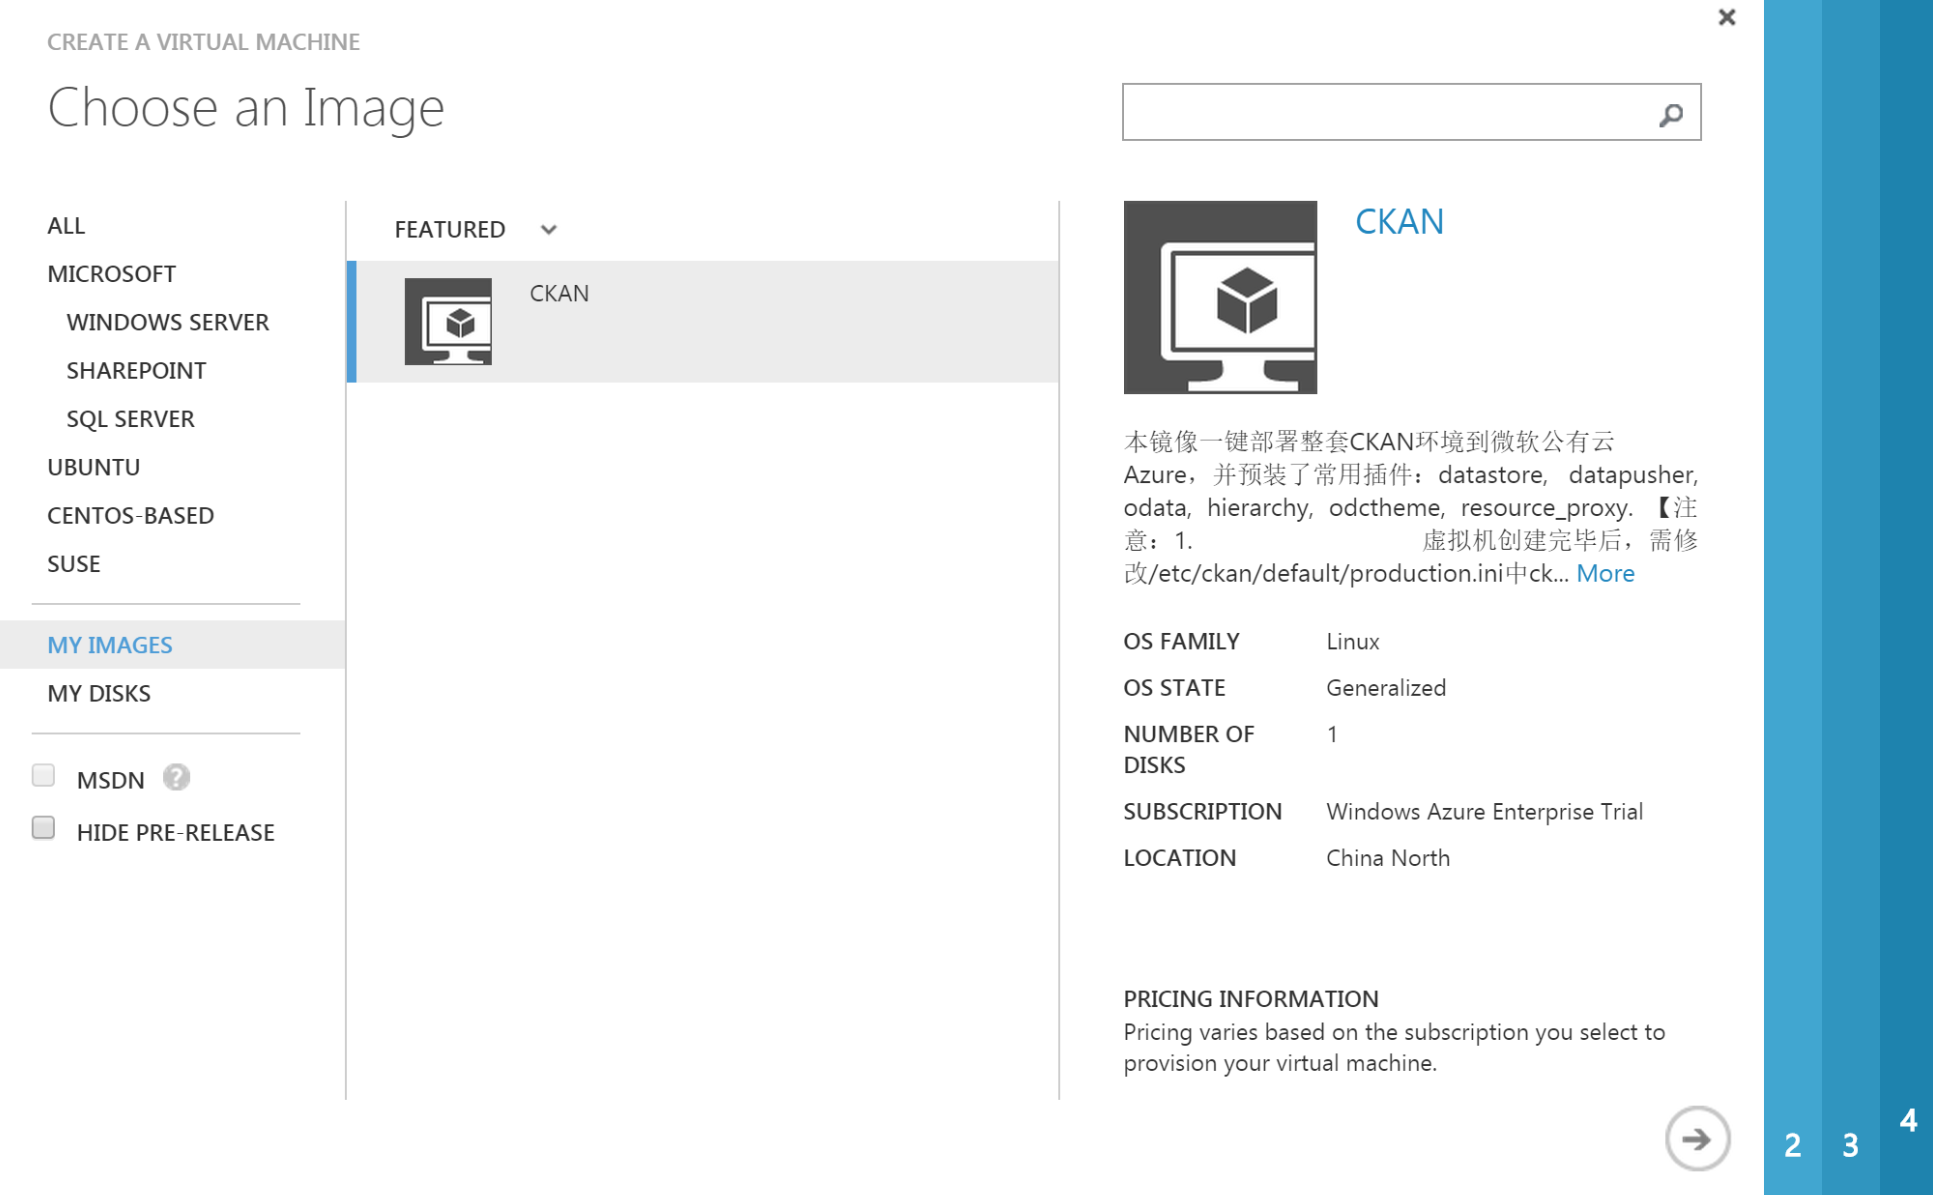 CREATE A VIRTUAL MACHINE
Choose an Image
ALL
MICROSOFT
WINDOWS SERVER
SHAREPOINT
SQL SERVER
UBUNTU
CENTOS-BASED
SUSE
MY IMAGES
MY DISKS
MSDN ?
HIDE PRE-RELEASE
FEATURED
CKAN
CKAN
本镜像一键部署整套CKAN环境到微软公有云
Azure，并预装了常用插件：datastore, datapusher,
odata, hierarchy, odctheme, resource_proxy. 【注
意：1. 虚拟机创建完毕后，需修
改/etc/ckan/default/production.ini中ck... More
OS FAMILY Linux
OS STATE Generalized
NUMBER OF 1
DISKS
SUBSCRIPTION Windows Azure Enterprise Trial
LOCATION China North
PRICING INFORMATION
Pricing varies based on the subscription you select to
provision your virtual machine.
2 3 4